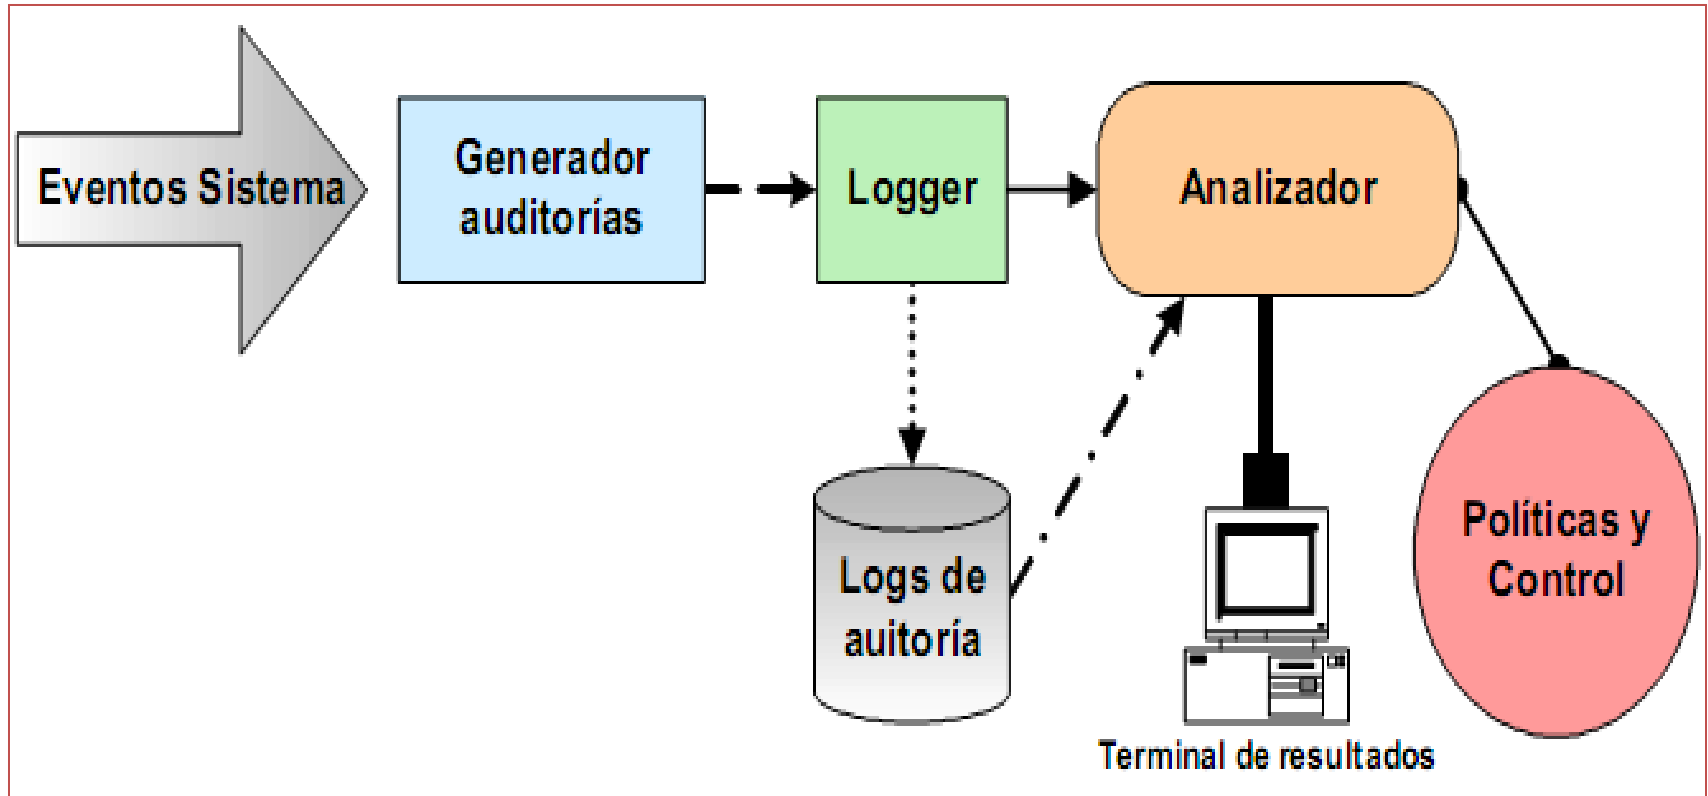 Eventos Sistema
Generador
auditorías
Logger
Analizador
Logs de
auitoría
Políticas y
Control
Terminal de resultados